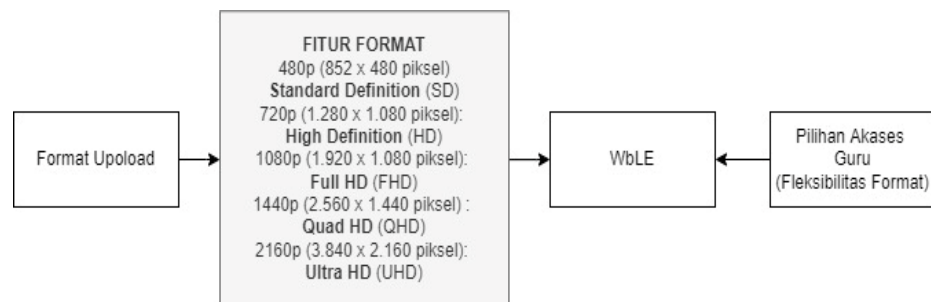 Format Upoload
FITUR FORMAT
480p (852 x 480 piksel)
Standard Definition (SD)
720p (1.280 x 1.080 piksel):
High Definition (HD)
1080p (1.920 x 1.080 piksel):
Full HD (FHD)
1440p (2.560 x 1.440 piksel) :
Quad HD (QHD)
2160p (3.840 x 2.160 piksel):
Ultra HD (UHD)
WbLE
Pilihan Akases
Guru
(Fleksibilitas Format)